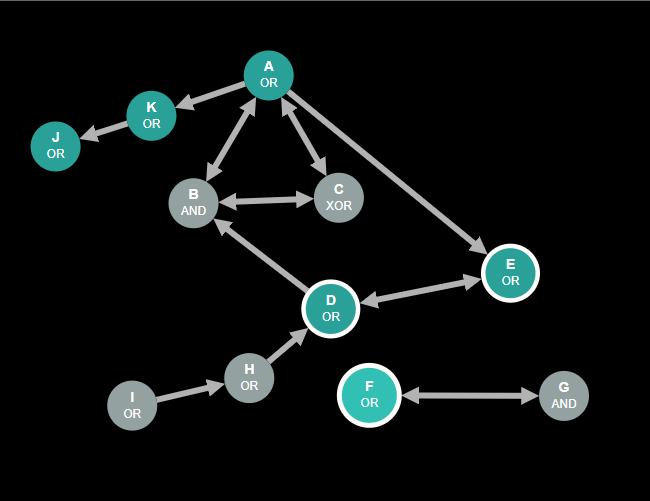 A
OR
K
OR
J
OR
B
AND
C
XOR
E
OR
D
OR
H
OR
I
OR
F
OR
G
AND